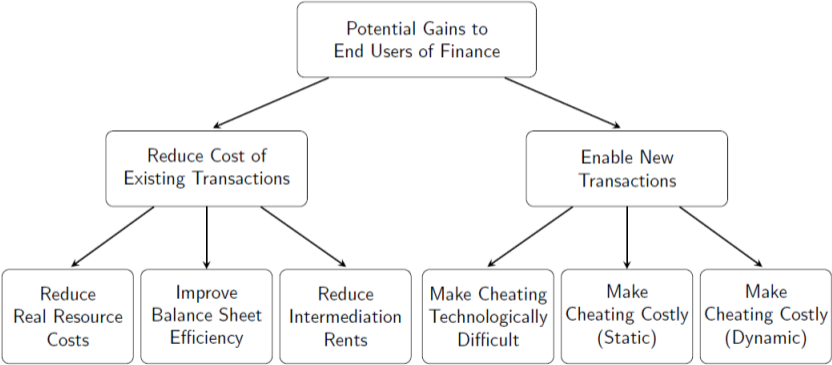 Potential Gains to
End Users of Finance
Reduce Cost of
Existing Transactions
Enable New
Transactions
Reduce
Real Resource
Costs
Improve
Balance Sheet
Efficiency
Reduce
Intermediation
Rents
Make Cheating
Technologically
Difficult
Make
Cheating Costly
(Static)
Make
Cheating Costly
(Dynamic)